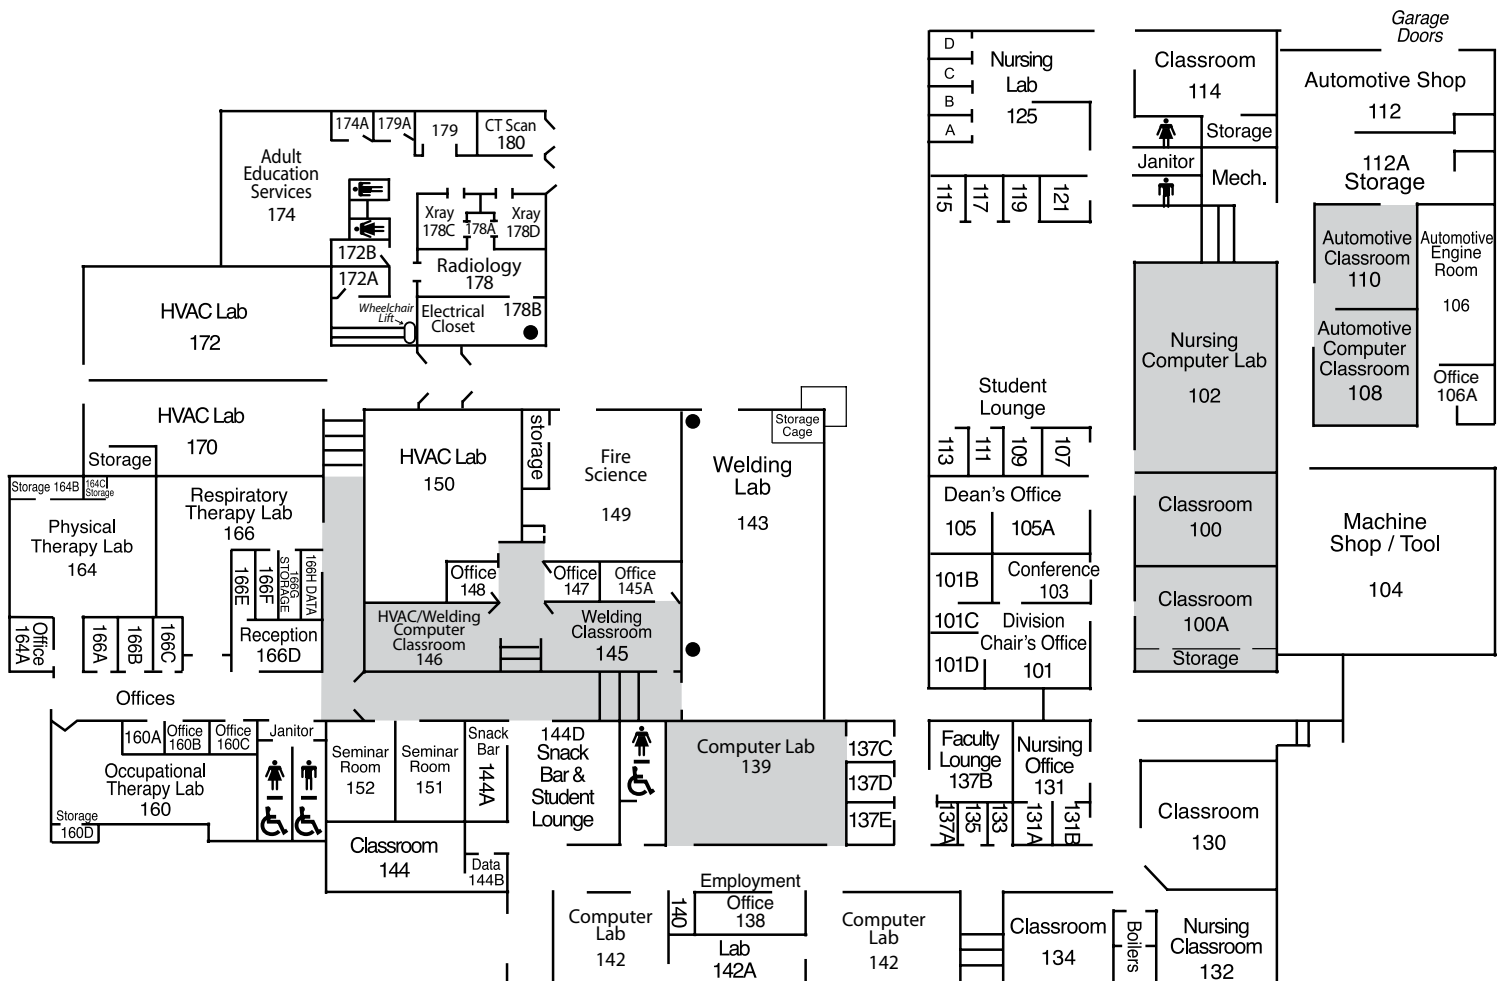 Garage
Doors
D
C
B
A
Nursing
Lab
125
Classroom
114
Storage
Janitor
Mech.
Automotive Shop
112
112A
Storage
174A
179A
179
CT Scan
180
Adult
Education
Services
174
Xray
178C
178A
Xray
178D
172B
172A
Radiology
178
Wheelchair
Lift
Electrical
Closet
178B
115
117
119
121
Automotive
Classroom
110
Automotive
Engine
Room
106
Automotive
Computer
Classroom
108
Office
106A
HVAC Lab
172
Nursing
Computer Lab
102
Student
Lounge
113
111
109
107
HVAC Lab
170
Storage
Storage 164B
164C
Storage
HVAC Lab
150
storage
Fire
Science
149
Storage
Cage
Welding
Lab
143
Physical
Therapy Lab
164
Respiratory
Therapy Lab
166
166E
166F
166G
STORAGE
166H DATA
Reception
166D
Office
164A
166A
166B
166C
Office
148
Office
147
Office
145A
HVAC/Welding
Computer
Classroom
146
Welding
Classroom
145
Dean's Office
105
105A
101B
Conference
103
101C
Division
Chair's Office
101
101D
Classroom
100
Classroom
100A
Storage
Machine
Shop / Tool
104
Offices
160A
Office
160B
Office
160C
Janitor
Occupational
Therapy Lab
160
Storage
160D
Seminar
Room
152
Seminar
Room
151
Snack
Bar
144A
144D
Snack
Bar &
Student
Lounge
Computer Lab
139
137C
137D
137E
Faculty
Lounge
137B
Nursing
Office
131
137A
135
133
131A
131B
Classroom
130
Classroom
144
Data
144B
Computer
Lab
142
140
Employment
Office
138
Lab
142A
Computer
Lab
142
Classroom
134
Boilers
Nursing
Classroom
132